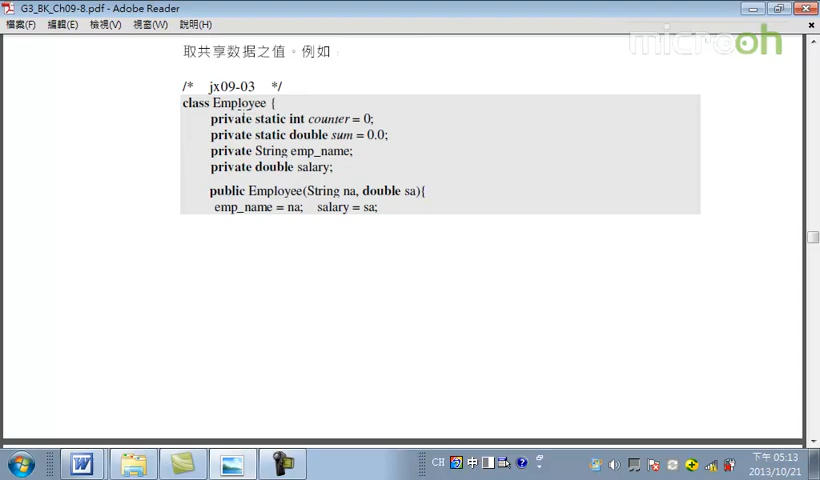 G3_BK_Ch09-8.pdf - Adobe Reader
檔案(F) 編輯(E) 檢視(V) 視窗(W) 說明(H)
microoh
取共享数据之值。例如：
/* jx09-03 */
class Employee {
private static int counter = 0;
private static double sum = 0.0;
private String emp_name;
private double salary;
public Employee(String na, double sa){
emp_name = na; salary = sa;
CH 中
下午 05:13
2013/10/21